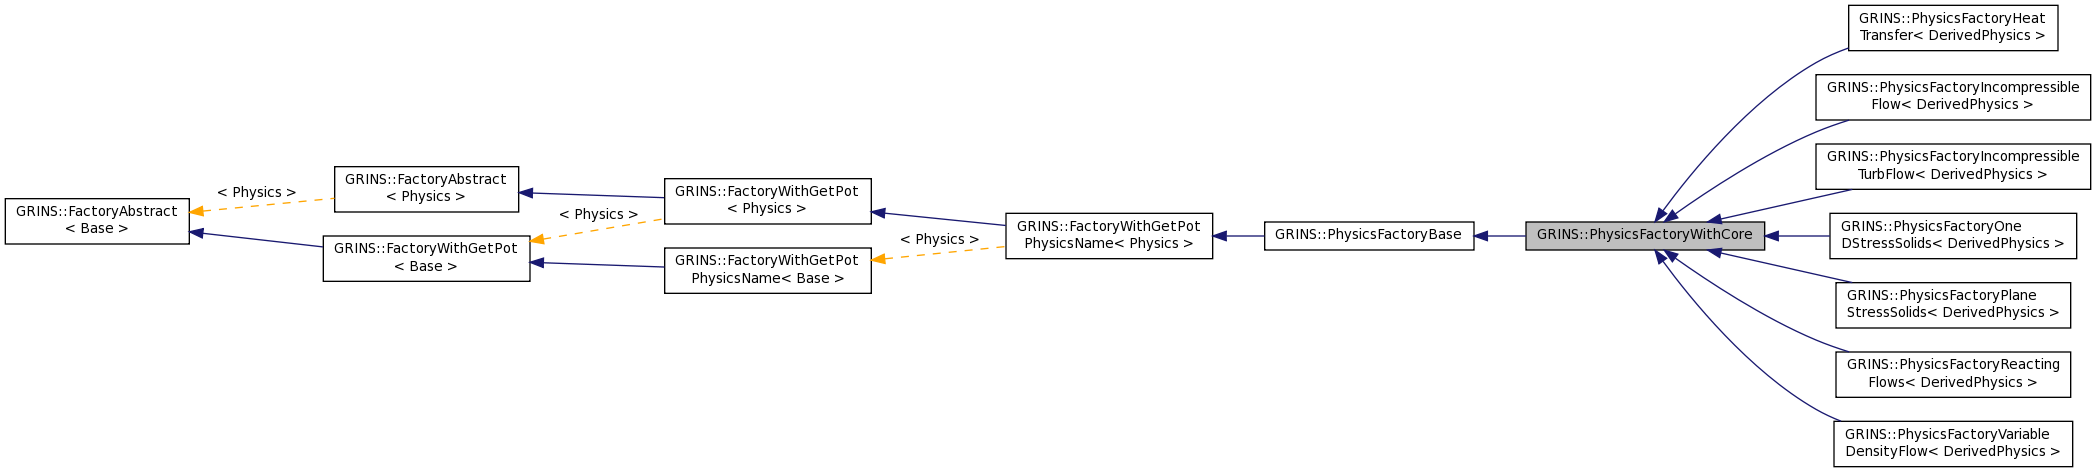 GRINS::FactoryAbstract
< Base >
< Physics >
GRINS::FactoryAbstract
< Physics >
GRINS::FactoryWithGetPot
< Base >
< Physics >
GRINS::FactoryWithGetPot
< Physics >
GRINS::FactoryWithGetPot
PhysicsName< Base >
< Physics >
GRINS::FactoryWithGetPot
PhysicsName< Physics >
GRINS::PhysicsFactoryBase
GRINS::PhysicsFactoryWithCore
GRINS::PhysicsFactoryHeat
Transfer< DerivedPhysics >
GRINS::PhysicsFactoryIncompressible
Flow< DerivedPhysics >
GRINS::PhysicsFactoryIncompressible
TurbFlow< DerivedPhysics >
GRINS::PhysicsFactoryOne
DStressSolids< DerivedPhysics >
GRINS::PhysicsFactoryPlane
StressSolids< DerivedPhysics >
GRINS::PhysicsFactoryReacting
Flows< DerivedPhysics >
GRINS::PhysicsFactoryVariable
DensityFlow< DerivedPhysics >